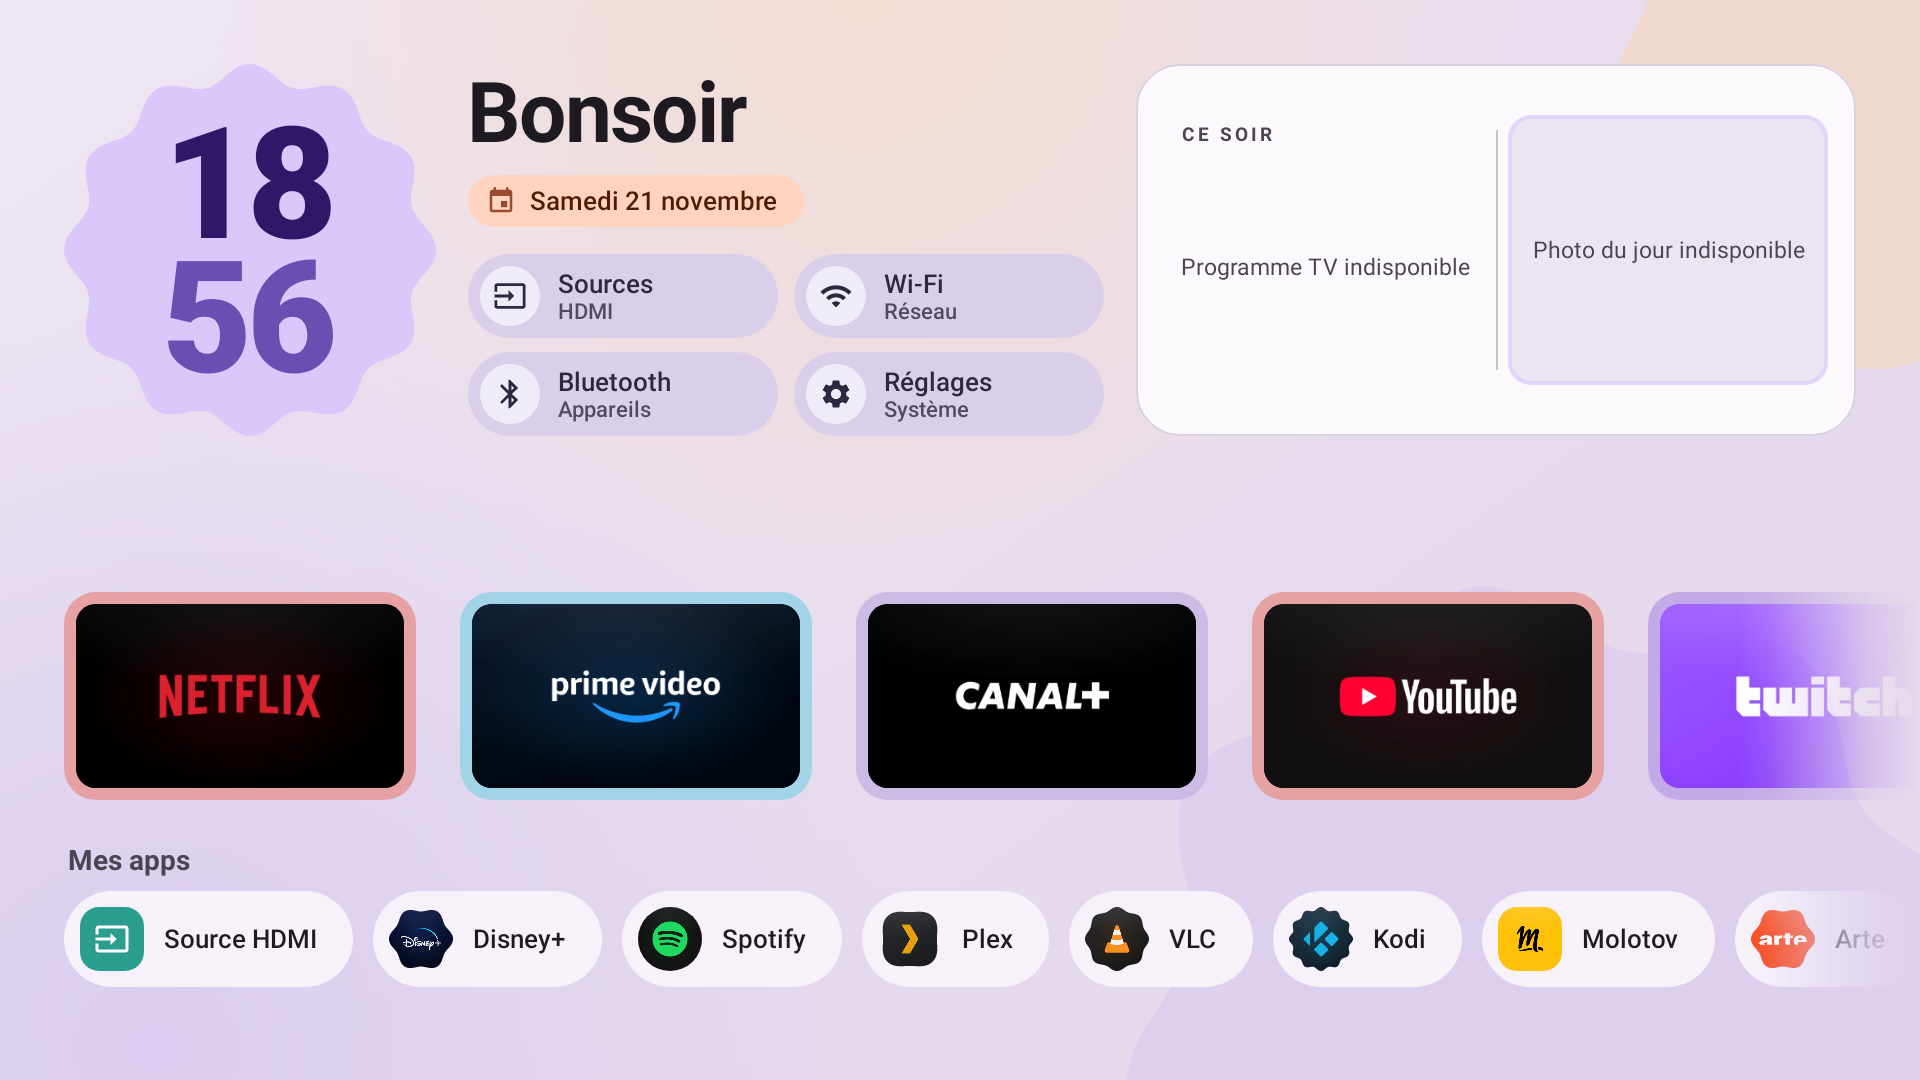 18
56
Bonsoir
Samedi 21 novembre
Sources
HDMI
Wi-Fi
Réseau
Bluetooth
Appareils
Réglages
Système
CE SOIR
Programme TV indisponible
Photo du jour indisponible
NETFLIX
prime video
CANAL+
YouTube
twitch
Mes apps
Source HDMI
Disney+
Disney+
Spotify
Plex
VLC
Kodi
M.
Molotov
arte
Arte